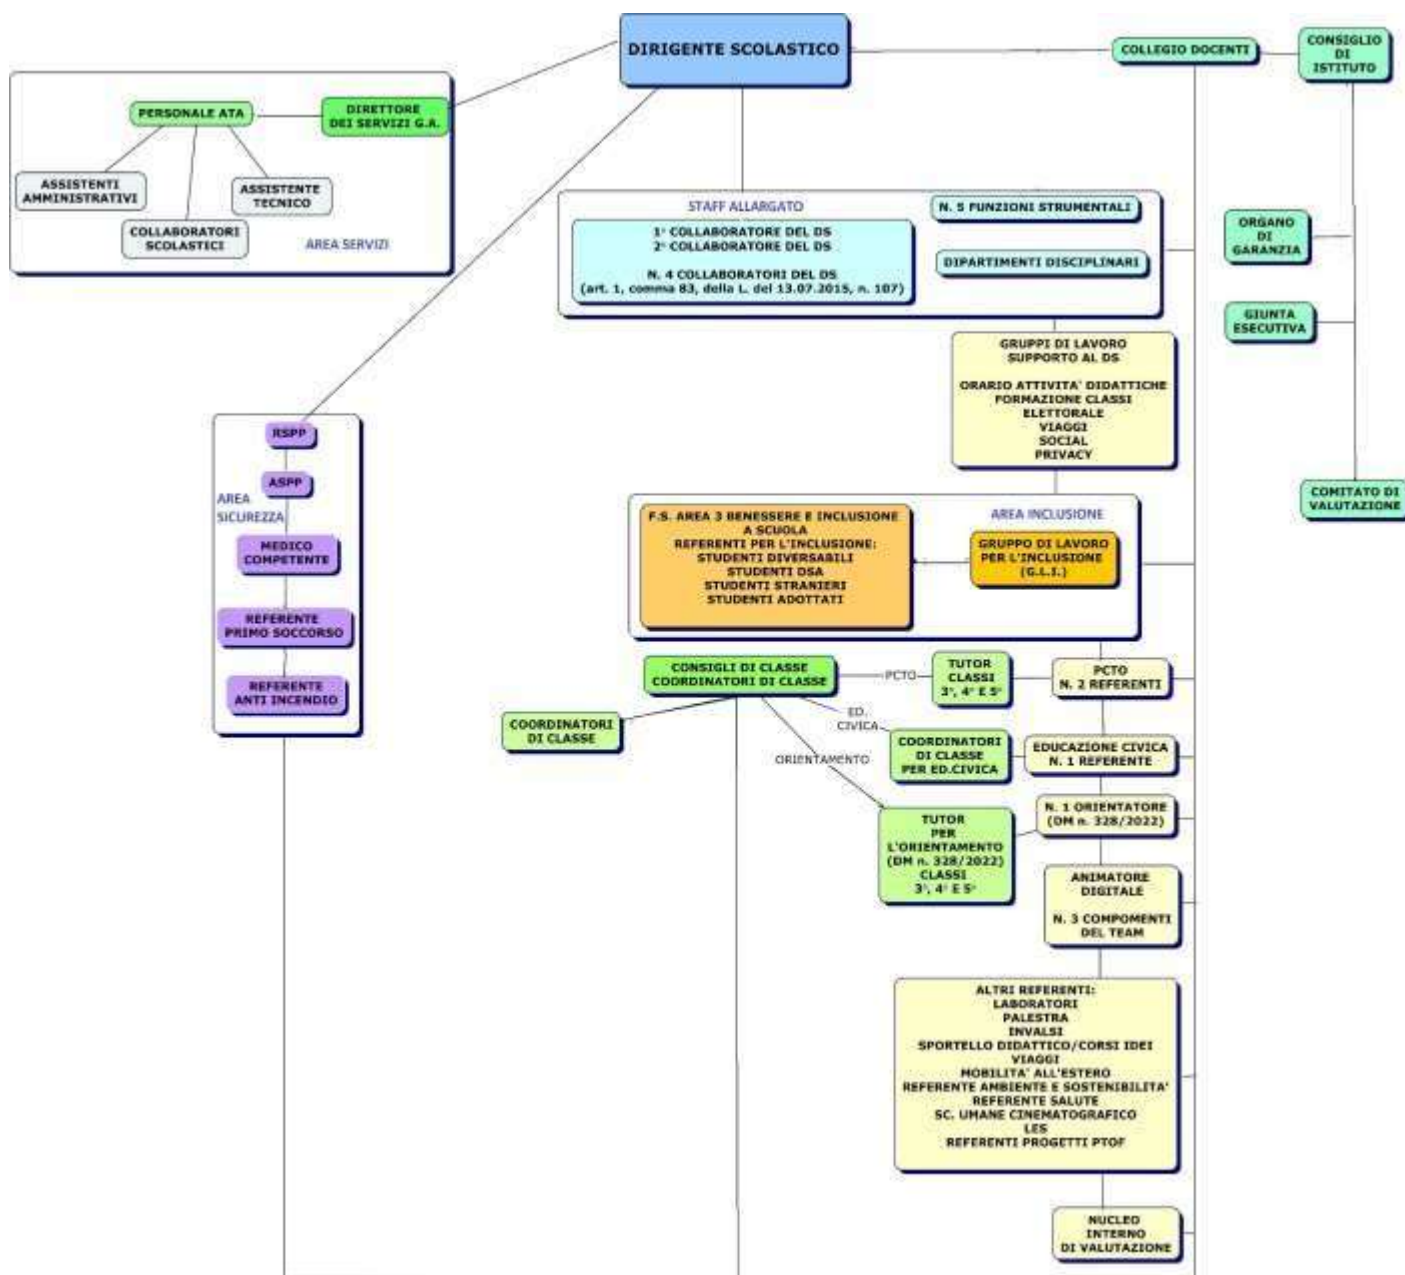 DIRIGENTE SCOLASTICO
COLLEGIO DOCENTI
CONSIGLIO
DI
ISTITUTO
PERSONALE ATA
DIRETTORE
DEI SERVIZI G.A.
ASSISTENTI
AMMINISTRATIVI
ASSISTENTE
TECNICO
COLLABORATORI
SCOLASTICI
AREA SERVIZI
STAFF ALLARGATO
1° COLLABORATORE DEL DS
2° COLLABORATORE DEL DS
N. 4 COLLABORATORI DEL DS
(art. 1, comma 83, della L. del 13.07.2015, n. 107)
N. 5 FUNZIONI STRUMENTALI
DIPARTIMENTI DISCIPLINARI
ORGANO
DI
GARANZIA
GIUNTA
ESECUTIVA
COMITATO DI
VALUTAZIONE
GRUPPI DI LAVORO
SUPPORTO AL DS
ORARIO ATTIVITA' DIDATTICHE
FORMAZIONE CLASSI
ELETTORALE
VIAGGI
SOCIAL
PRIVACY
RSPP
ASPP
AREA
SICUREZZA
MEDICO
COMPETENTE
REFERENTE
PRIMO SOCCORSO
REFERENTE
ANTI INCENDIO
F.S. AREA 3 BENESSERE E INCLUSIONE
A SCUOLA
REFERENTI PER L'INCLUSIONE:
STUDENTI DIVERSABILI
STUDENTI DSA
STUDENTI STRANIERI
STUDENTI ADOTTATI
AREA INCLUSIONE
GRUPPO DI LAVORO
PER L'INCLUSIONE
(G.L.I.)
CONSIGLI DI CLASSE
COORDINATORI DI CLASSE
PCTO
TUTOR
CLASSI
3°, 4° E 5°
PCTO
N. 2 REFERENTI
COORDINATORI
DI CLASSE
ED.
CIVICA
COORDINATORI
DI CLASSE
PER ED.CIVICA
EDUCAZIONE CIVICA
N. 1 REFERENTE
ORIENTAMENTO
TUTOR
PER
L'ORIENTAMENTO
(DM n. 328/2022)
CLASSI
3°, 4° E 5°
N. 1 ORIENTATORE
(DM n. 328/2022)
ANIMATORE
DIGITALE
N. 3 COMPOMENTI
DEL TEAM
ALTRI REFERENTI:
LABORATORI
PALESTRA
INVALSI
SPORTELLO DIDATTICO/CORSI IDEI
VIAGGI
MOBILITA' ALL'ESTERO
REFERENTE AMBIENTE E SOSTENIBILITA'
REFERENTE SALUTE
SC. UMANE CINEMATOGRAFICO
LES
REFERENTI PROGETTI PTOF
NUCLEO
INTERNO
DI VALUTAZIONE